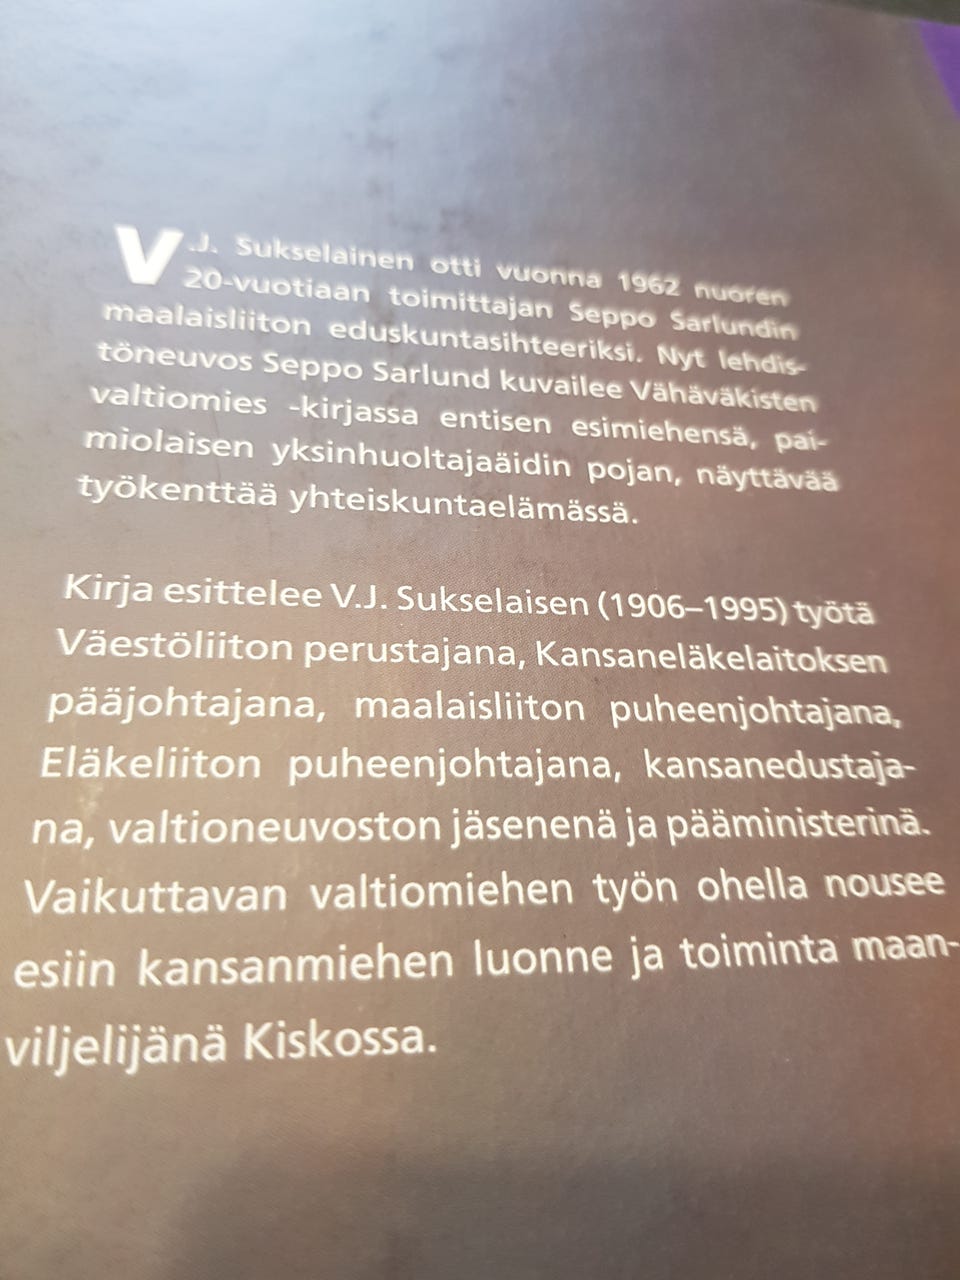 V.J. Sukselainen otti vuonna 1962 nuoren
20-vuotiaan toimittajan Seppo Sarlundin
maalaisliiton eduskuntasihteeriksi. Nyt lehdis-
töneuvos Seppo Sarlund kuvailee Vähäväkisten
valtiomies -kirjassa entisen esimiehensä, pai-
miolaisen yksinhuoltajaäidin pojan, näyttävää
työkenttää yhteiskuntaelämässä.
Kirja esittelee V.J. Sukselaisen (1906–1995) työtä
Väestöliiton perustajana, Kansaneläkelaitoksen
pääjohtajana, maalaisliiton puheenjohtajana,
Eläkeliiton puheenjohtajana, kansanedustaja-
na, valtioneuvoston jäsenenä ja pääministerinä.
Vaikuttavan valtiomiehen työn ohella nousee
esiin kansanmiehen luonne ja toiminta maan-
viljelijänä Kiskossa.